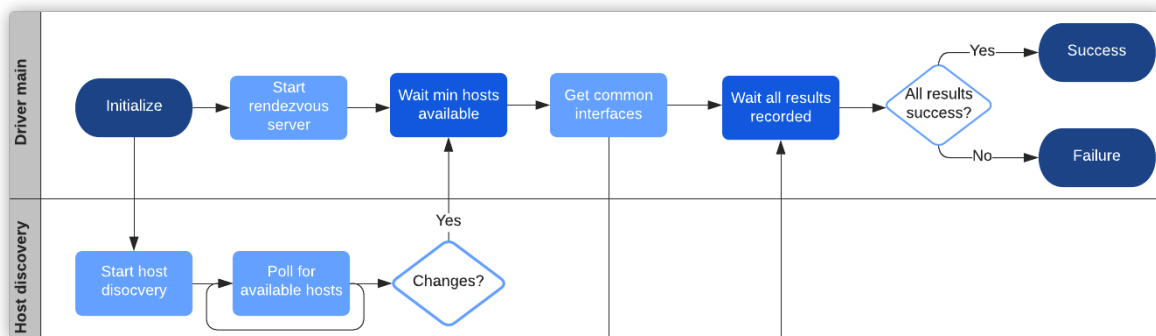 Driver main
Initialize
Start
rendezvous
server
Wait min hosts
available
Get common
interfaces
Wait all results
recorded
All results
success?
Yes
Success
No
Failure
Host discovery
Start host
disocvery
Poll for
available hosts
Changes?
Yes